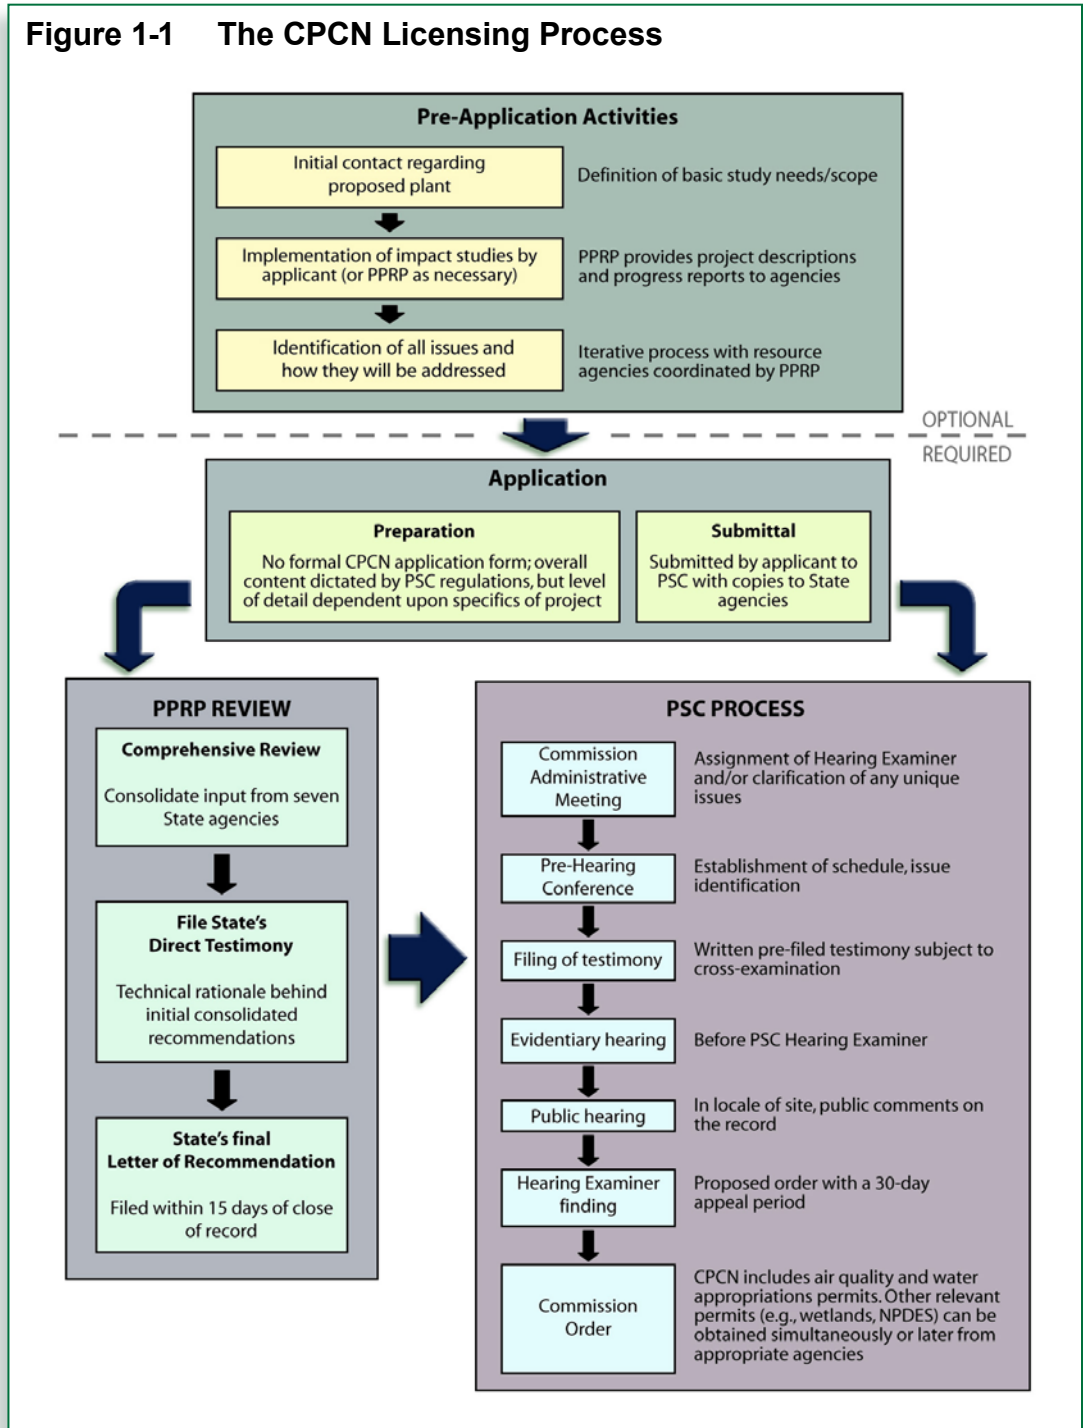 Figure 1-1 The CPCN Licensing Process
Pre-Application Activities
Initial contact regarding
proposed plant
Definition of basic study needs/scope
Implementation of impact studies by
applicant (or PPRP as necessary)
PPRP provides project descriptions
and progress reports to agencies
Identification of all issues and
how they will be addressed
Iterative process with resource
agencies coordinated by PPRP
OPTIONAL
REQUIRED
Application
Preparation
No formal CPCN application form; overall
content dictated by PSC regulations, but level
of detail dependent upon specifics of project
Submittal
Submitted by applicant to
PSC with copies to State
agencies
PPRP REVIEW
Comprehensive Review
Consolidate input from seven
State agencies
File State's
Direct Testimony
Technical rationale behind
initial consolidated
recommendations
State's final
Letter of Recommendation
Filed within 15 days of close
of record
PSC PROCESS
Commission
Administrative
Meeting
Assignment of Hearing Examiner
and/or clarification of any unique
issues
Pre-Hearing
Conference
Establishment of schedule, issue
identification
Filing of testimony
Written pre-filed testimony subject to
cross-examination
Evidentiary hearing
Before PSC Hearing Examiner
Public hearing
In locale of site, public comments on
the record
Hearing Examiner
finding
Proposed order with a 30-day
appeal period
Commission
Order
CPCN includes air quality and water
appropriations permits. Other relevant
permits (e.g., wetlands, NPDES) can be
obtained simultaneously or later from
appropriate agencies